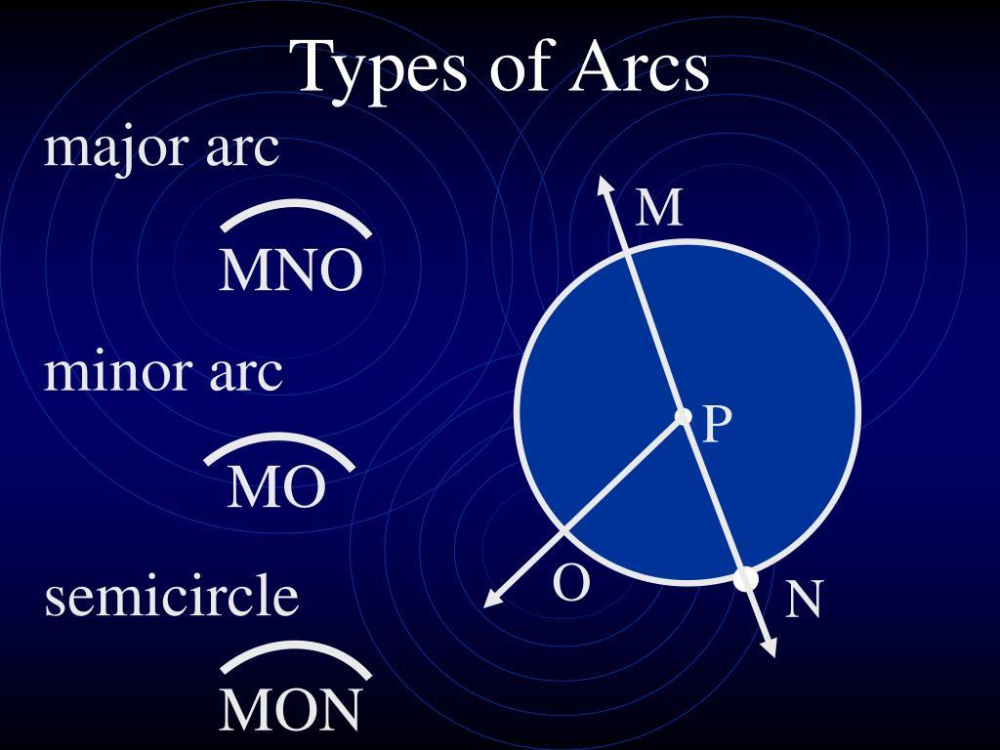 Types of Arcs
major arc
MNO
minor arc
MO
semicircle
MON
M
P
O
N